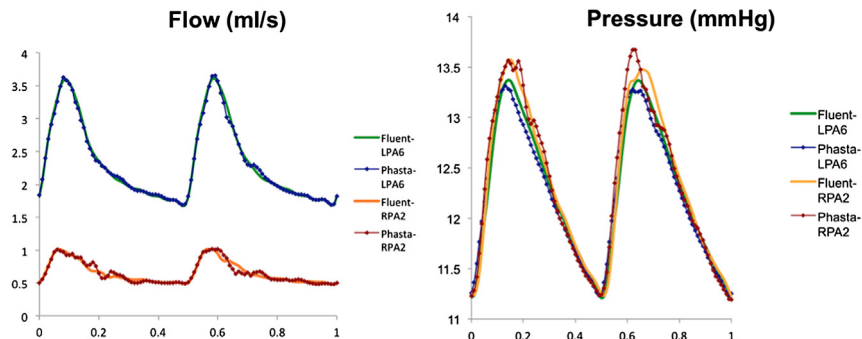 Flow (ml/s)
4
3.5
3
2.5
2
1.5
1
0.5
0
0 0.2 0.4 0.6 0.8 1
Fluent-
LPA6
Phasta-
LPA6
Fluent-
RPA2
Phasta-
RPA2
Pressure (mmHg)
14
13.5
13
12.5
12
11.5
11
0 0.2 0.4 0.6 0.8 1
Fluent-
LPA6
Phasta-
LPA6
Fluent-
RPA2
Phasta-
RPA2